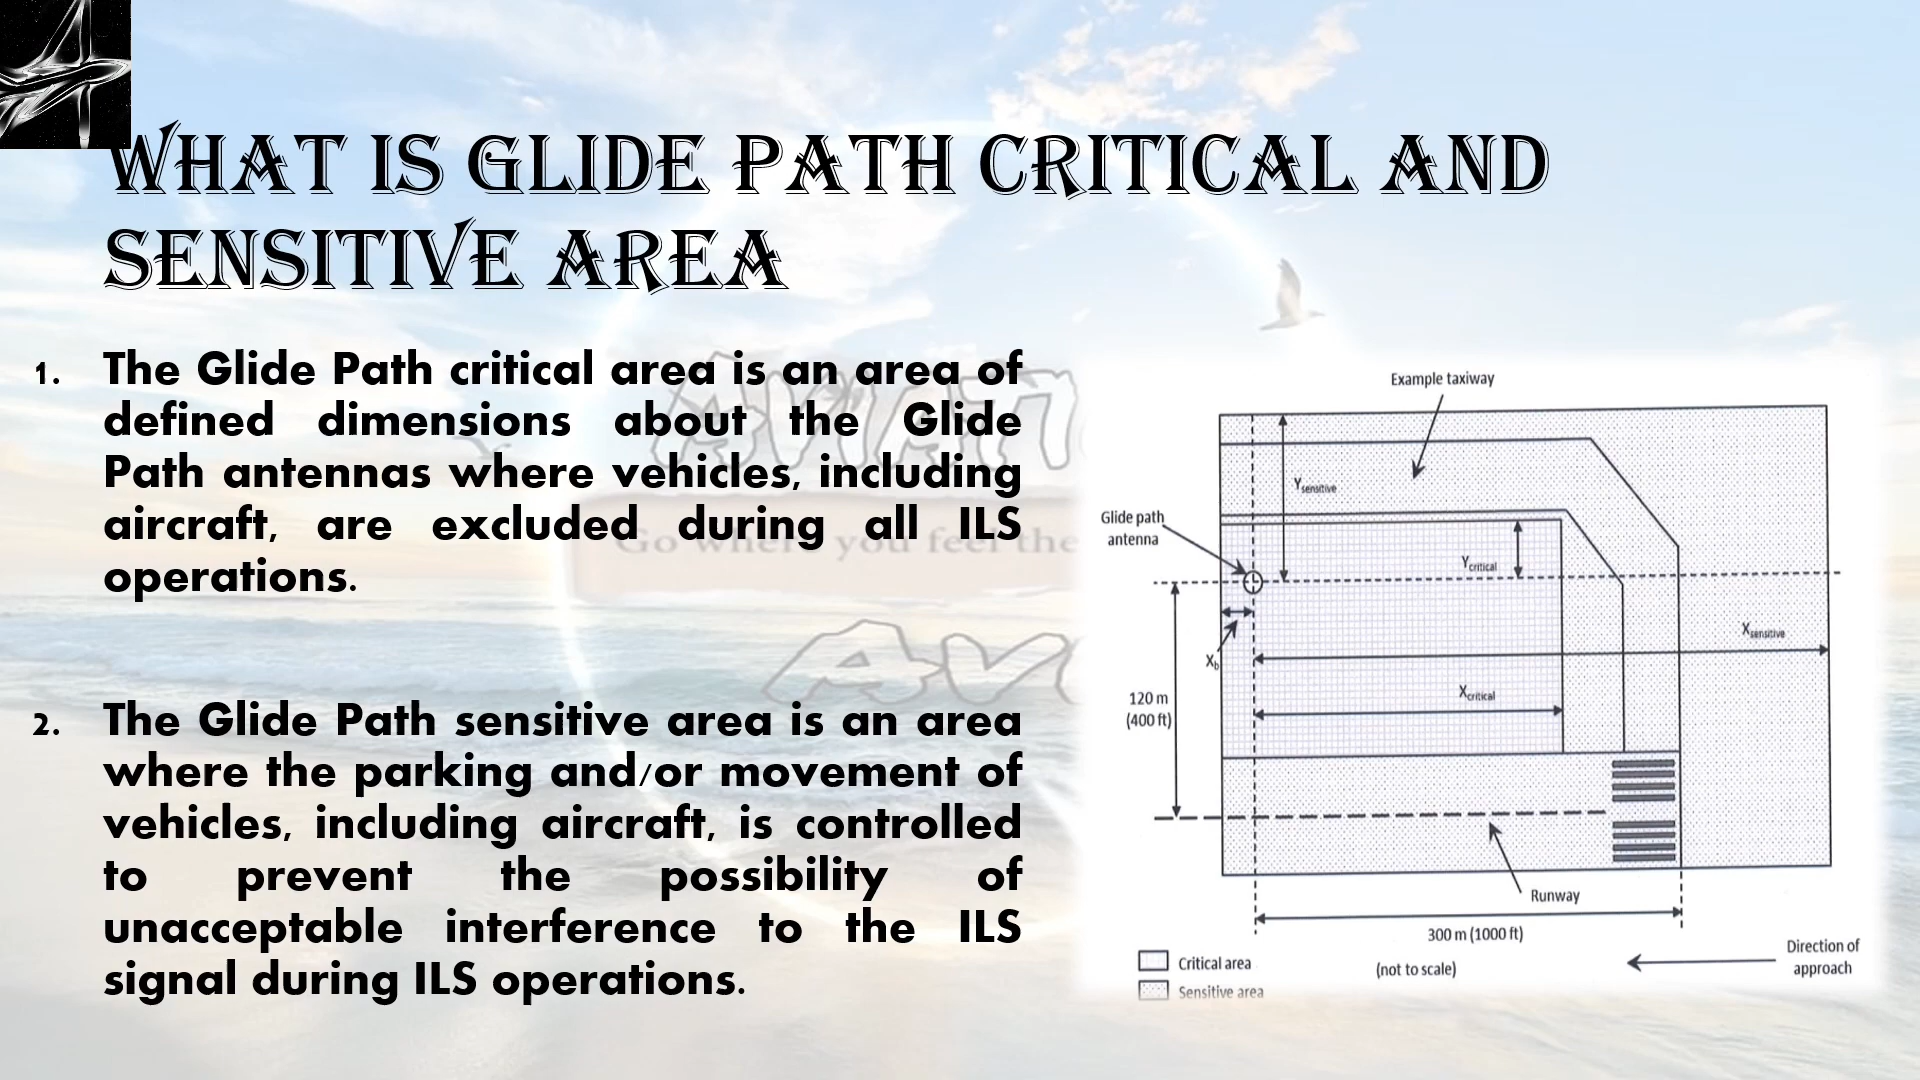 WHAT IS GLIDE PATH CRITICAL AND
SENSITIVE AREA
1. The Glide Path critical area is an area of
defined dimensions about the Glide
Path antennas where vehicles, including
aircraft, are excluded during all ILS
operations.
2. The Glide Path sensitive area is an area
where the parking and/or movement of
vehicles, including aircraft, is controlled
to prevent the possibility of
unacceptable interference to the ILS
signal during ILS operations.
Go where you feel the
Example taxiway
Ysensitive
Glide path
antenna
Ycritical
Xsensitive
Xb
Xcritical
120 m
(400 ft)
Runway
300 m (1000 ft)
Direction of
approach
(not to scale)
Critical area
Sensitive area